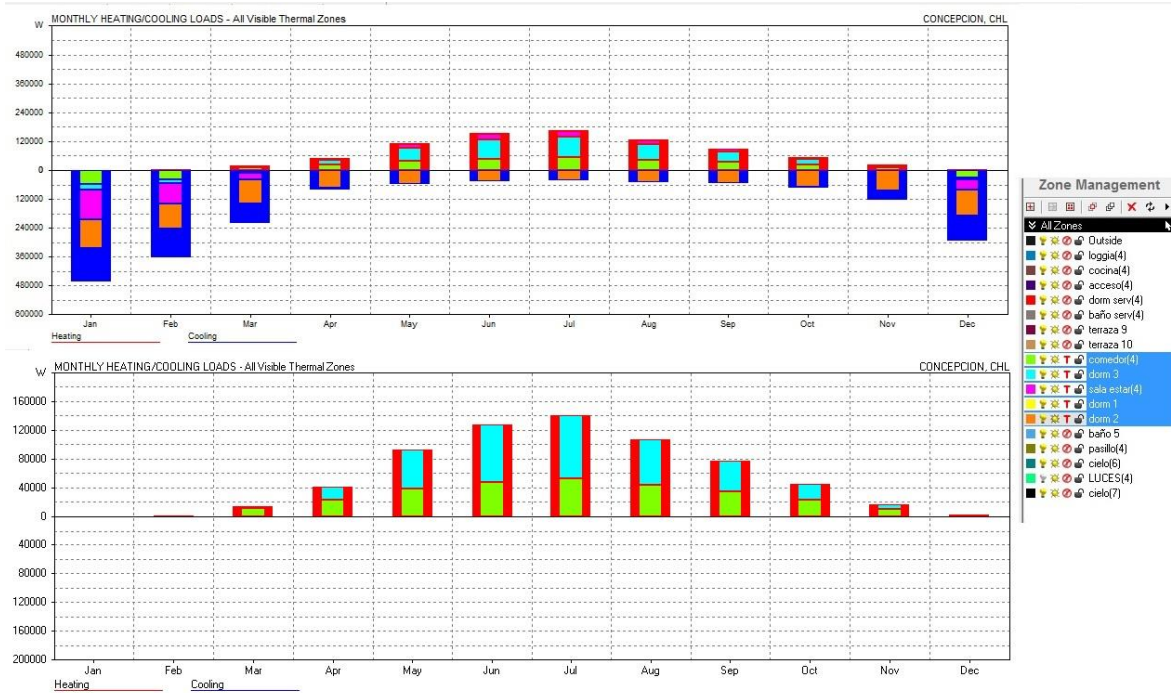 W MONTHLY HEATING/COOLING LOADS - All Visible Thermal Zones CONCEPCION, CHL
480000
360000
240000
120000
0
120000
240000
360000
480000
600000
Jan Feb Mar Apr May Jun Jul Aug Sep Oct Nov Dec
Heating Cooling
W MONTHLY HEATING/COOLING LOADS - All Visible Thermal Zones CONCEPCION, CHL
160000
120000
80000
40000
0
40000
80000
120000
160000
200000
Jan Feb Mar Apr May Jun Jul Aug Sep Oct Nov Dec
Heating Cooling
Zone Management
All Zones
Outside
loggia(4)
cocina(4)
acceso(4)
dorm serv(4)
baño serv(4)
terraza 9
terraza 10
T comedor(4)
T dorm 3
T sala estar(4)
T dorm 1
T dorm 2
baño 5
pasillo(4)
cielo(6)
LUCES(4)
cielo(7)